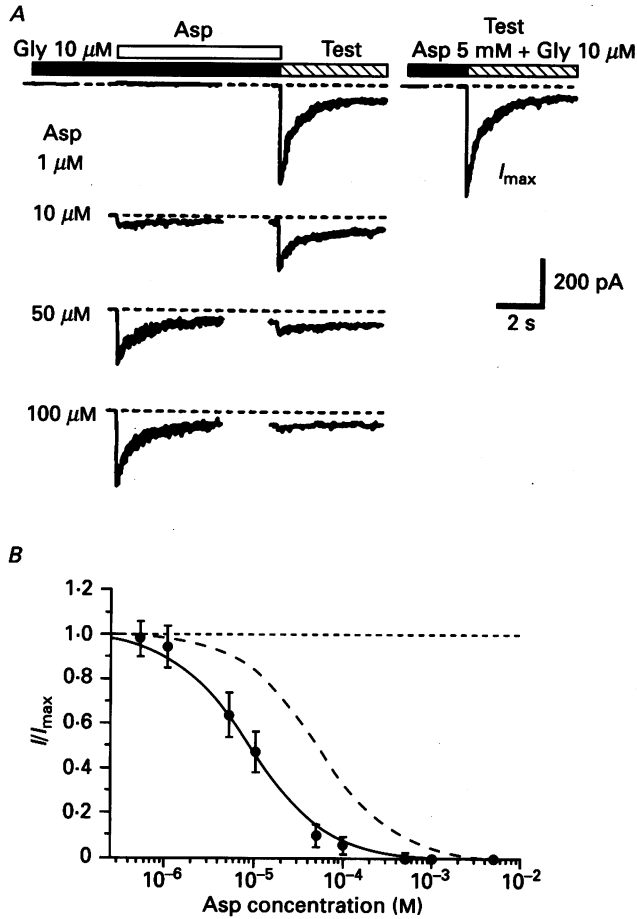 A
Asp
Gly 10 μM
Test
Test
Asp 5 mM + Gly 10 μM
Asp
1 μM
Imax
10 μM
200 pA
2 s
50 μM
100 μM
B
1·2
1·0
0·8
0·6
0·4
0·2
0
I/Imax
10⁻⁶
10⁻⁵
10⁻⁴
10⁻³
10⁻²
Asp concentration (M)